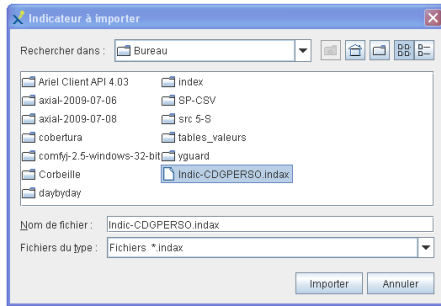 Indicateur à importer
Rechercher dans :
Bureau
Ariel Client API 4.03
index
axial-2009-07-06
SP-CSV
axial-2009-07-08
src 5-S
cobertura
tables_valeurs
comfyj-2.5-windows-32-bit
yguard
Corbeille
Indic-CDGPERSO.indax
daybyday
Nom de fichier :
Indic-CDGPERSO.indax
Fichiers du type :
Fichiers *.indax
Importer
Annuler